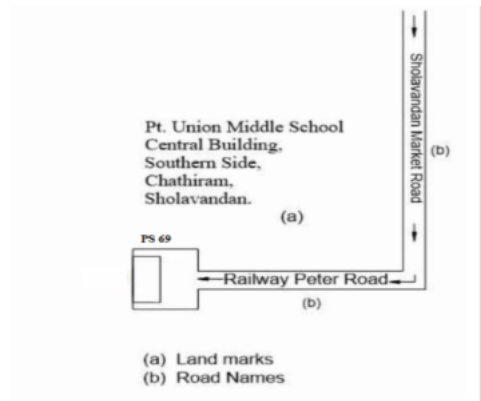 Sholavandan Market Road
(b)
Pt. Union Middle School
Central Building,
Southern Side,
Chathiram,
Sholavandan.
(a)
PS 69
Railway Peter Road
(b)
(a) Land marks
(b) Road Names